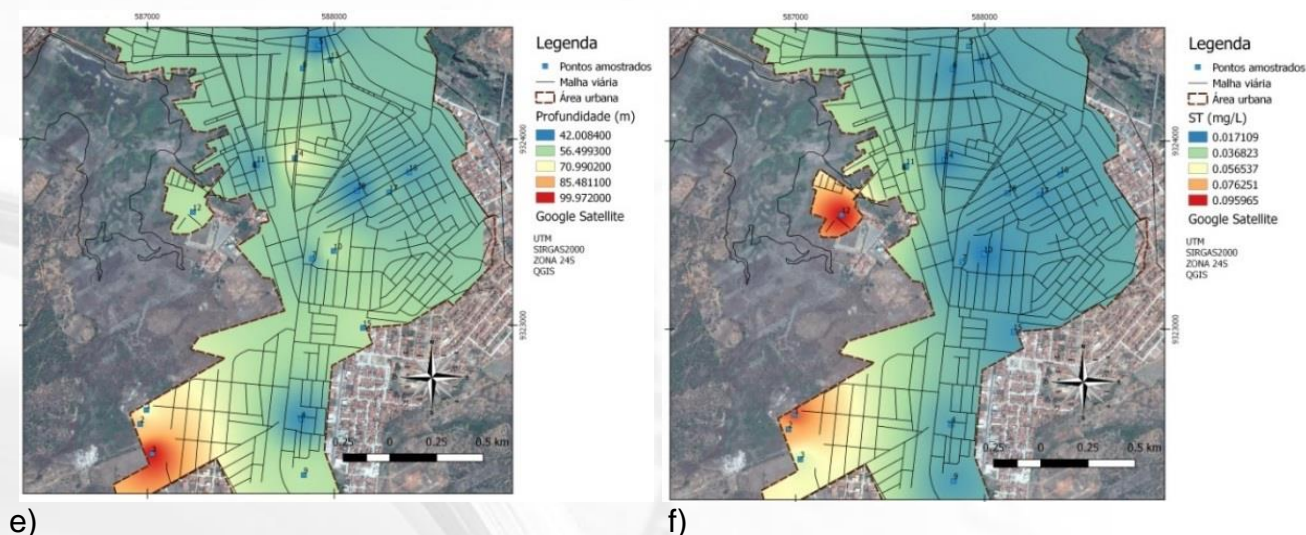 587000
588000
9324000
9323000
Legenda
Pontos amostrados
Malha viária
Área urbana
Profundidade (m)
42.008400
56.499300
70.990200
85.481100
99.972000
Google Satellite
UTM
SIRGAS2000
ZONA 24S
QGIS
0.25 0 0.25 0.5 km
e)
587000
588000
9324000
9323000
Legenda
Pontos amostrados
Malha viária
Área urbana
ST (mg/L)
0.017109
0.036823
0.056537
0.076251
0.095965
Google Satellite
UTM
SIRGAS2000
ZONA 24S
QGIS
0.25 0 0.25 0.5 km
f)